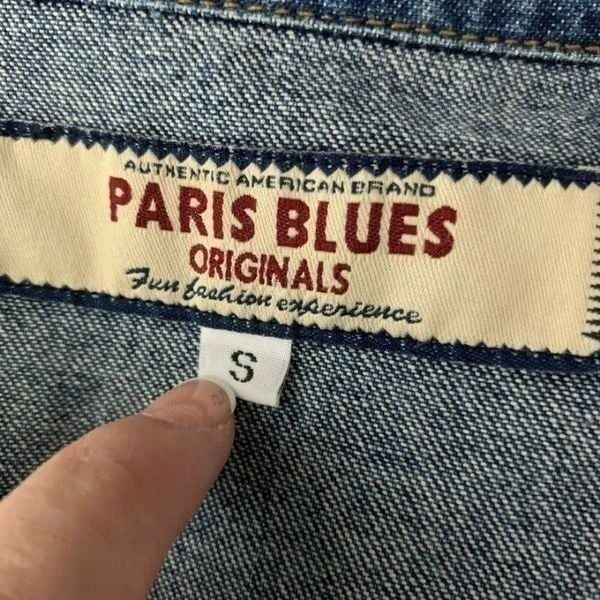 AUTHENTIC AMERICAN BRAND
PARIS BLUES
ORIGINALS
Fun fashion experience
S